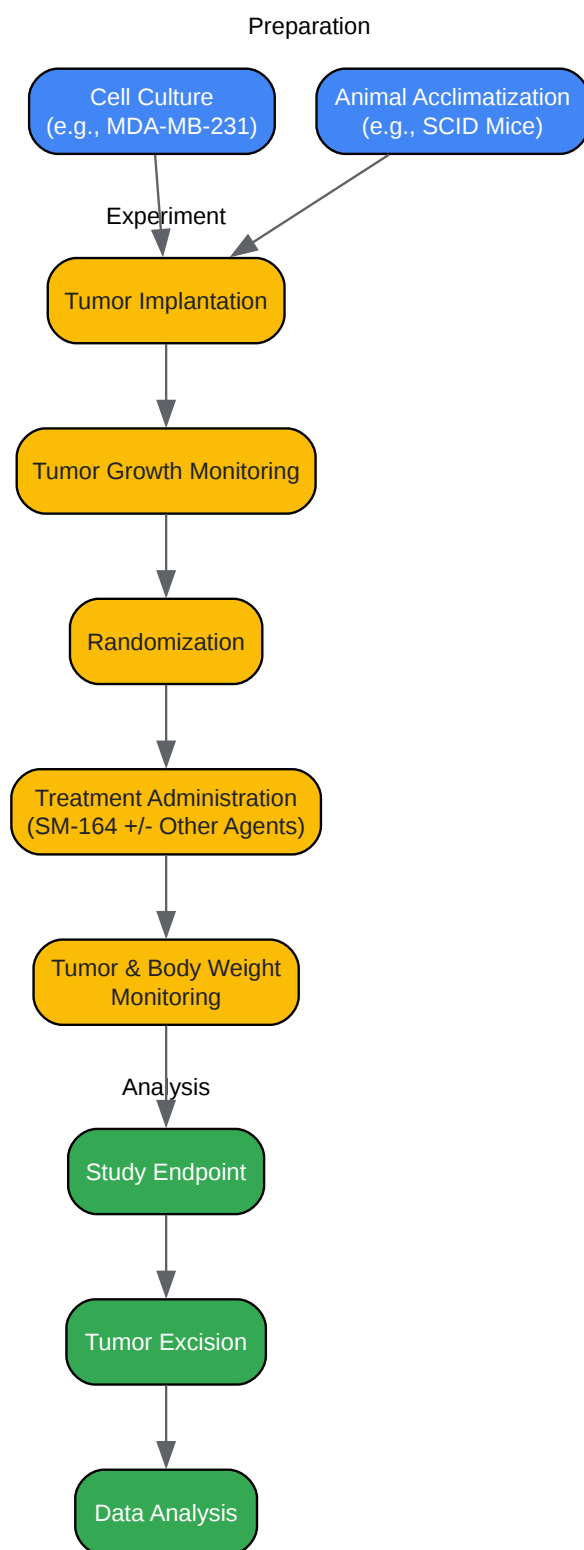 Preparation
Cell Culture
(e.g., MDA-MB-231)
Animal Acclimatization
(e.g., SCID Mice)
Experiment
Tumor Implantation
Tumor Growth Monitoring
Randomization
Treatment Administration
(SM-164 +/- Other Agents)
Tumor & Body Weight
Monitoring
Analysis
Study Endpoint
Tumor Excision
Data Analysis